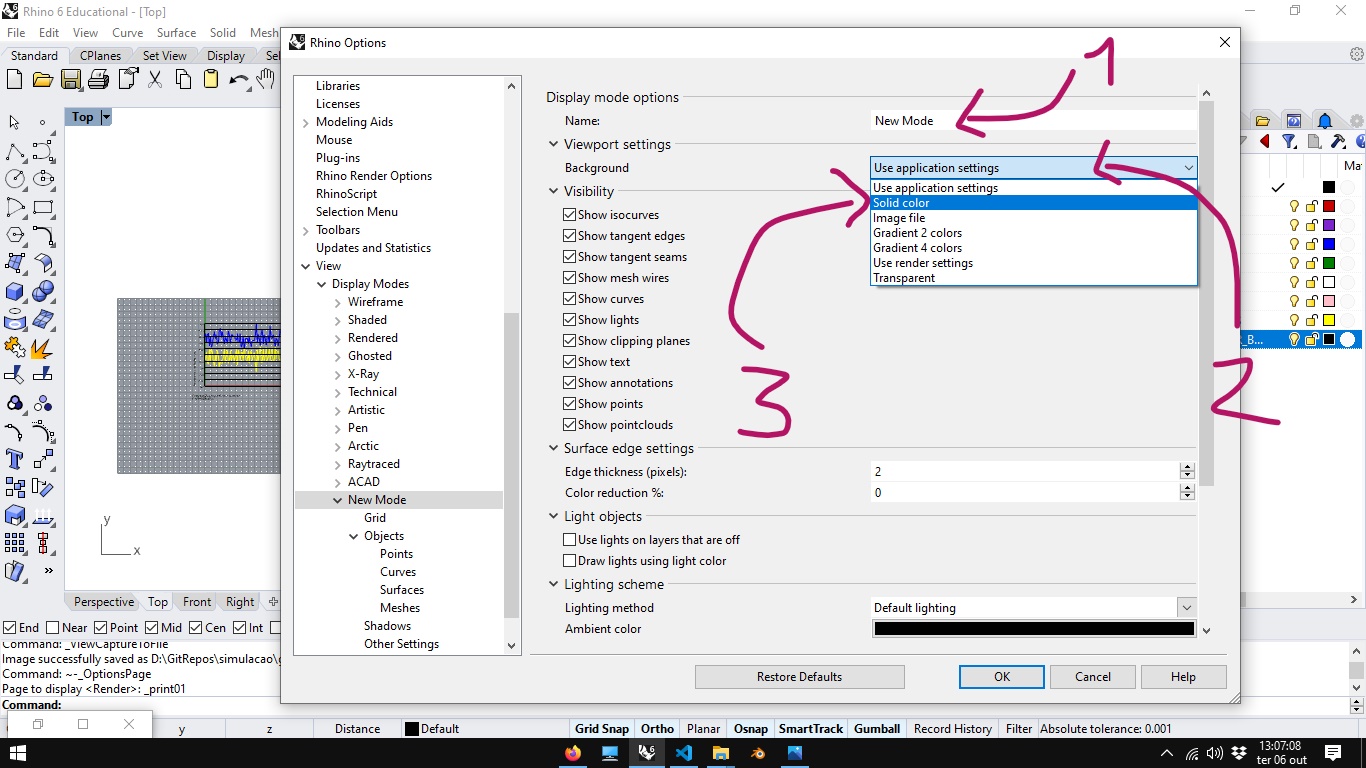 Rhino 6 Educational - [Top]
File Edit View Curve Surface Solid Mesh
Standard CPlanes Set View Display
Top
Rhino Options
Libraries
Licenses
Modeling Aids
Mouse
Plug-ins
Rhino Render Options
RhinoScript
Selection Menu
Toolbars
Updates and Statistics
View
Display Modes
Wireframe
Shaded
Rendered
Ghosted
X-Ray
Technical
Artistic
Pen
Arctic
Raytraced
ACAD
New Mode
Grid
Objects
Points
Curves
Surfaces
Meshes
Shadows
Other Settings
Display mode options
Name: New Mode
1
Viewport settings
Background Use application settings
Use application settings
Solid color
Image file
Gradient 2 colors
Gradient 4 colors
Use render settings
Transparent
2
3
Visibility
Show isocurves
Show tangent edges
Show tangent seams
Show mesh wires
Show curves
Show lights
Show clipping planes
Show text
Show annotations
Show points
Show pointclouds
Surface edge settings
Edge thickness (pixels): 2
Color reduction %: 0
Light objects
Use lights on layers that are off
Draw lights using light color
Lighting scheme
Lighting method Default lighting
Ambient color
Restore Defaults OK Cancel Help
y
x
Perspective Top Front Right
End Near Point Mid Cen Int
Command: _ViewCaptureToFile
Image successfully saved as D:\GitRepos\simulacao\
Command: ~-_OptionsPage
Page to display <Render>: _print01
Command:
y z Distance Default Grid Snap Ortho Planar Osnap SmartTrack Gumball Record History Filter Absolute tolerance: 0.001
13:07:08
ter 06 out